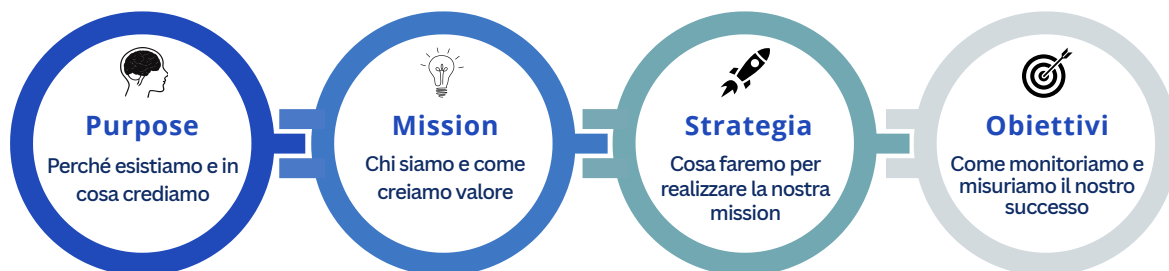 Purpose
Perché esistiamo e in
cosa crediamo
Mission
Chi siamo e come
creiamo valore
Strategia
Cosa faremo per
realizzare la nostra
mission
Obiettivi
Come monitoriamo e
misuriamo il nostro
successo